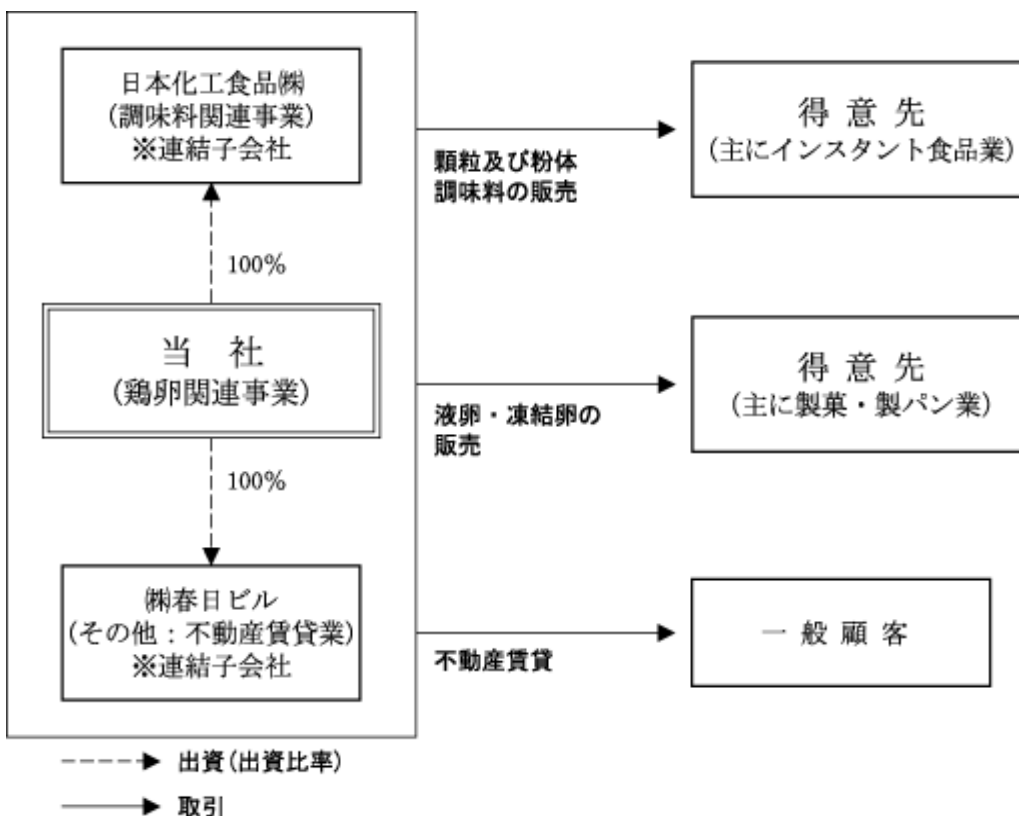 日本化工食品㈱
(調味料関連事業)
※連結子会社
得意先
(主にインスタント食品業)
顆粒及び粉体
調味料の販売
100%
当 社
(鶏卵関連事業)
得意先
(主に製菓・製パン業)
液卵・凍結卵の
販売
100%
㈱春日ビル
(その他：不動産賃貸業)
※連結子会社
一般顧客
不動産賃貸
出資(出資比率)
取引